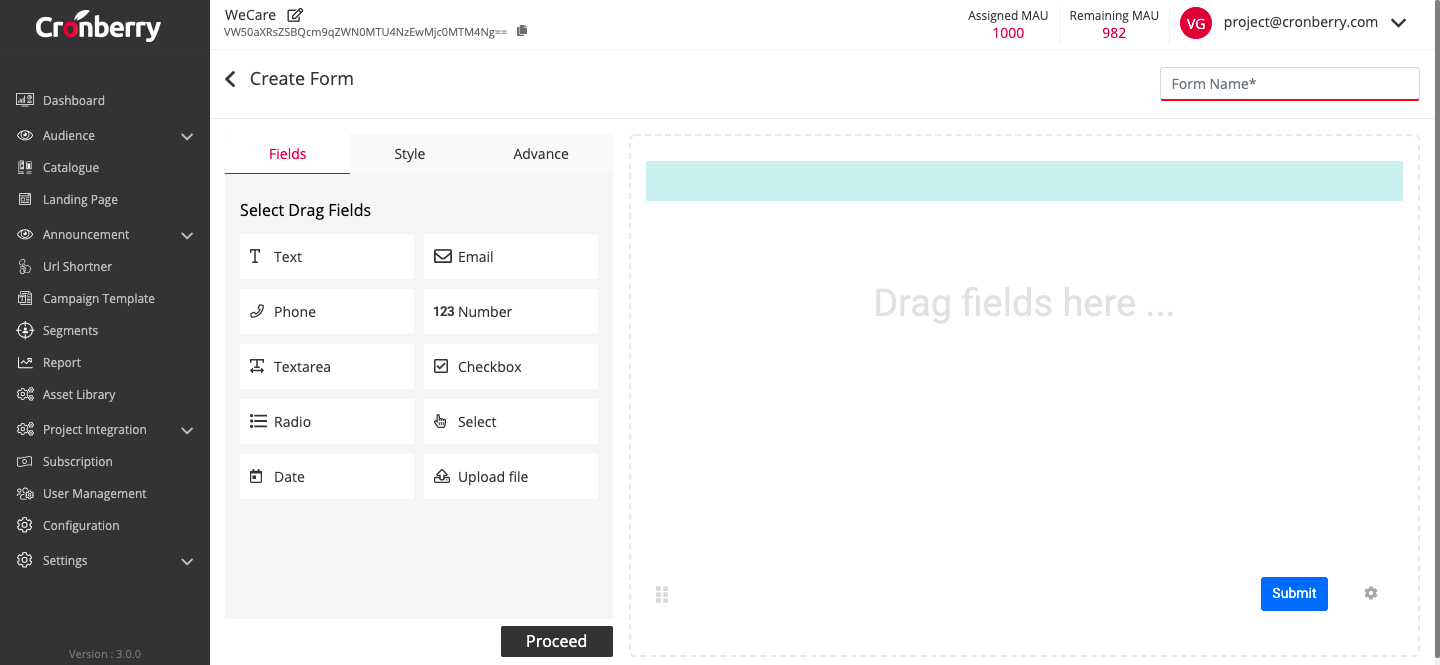 Cronberry
WeCare
VW50aXRsZSBQcm9qZWN0MTU4NzEwMjc0MTM4Ng==
Assigned MAU
1000
Remaining MAU
982
VG
project@cronberry.com
Create Form
Form Name*
Dashboard
Audience
Catalogue
Landing Page
Announcement
Url Shortner
Campaign Template
Segments
Report
Asset Library
Project Integration
Subscription
User Management
Configuration
Settings
Version : 3.0.0
Fields
Style
Advance
Select Drag Fields
Text
Email
Phone
123 Number
Textarea
Checkbox
Radio
Select
Date
Upload file
Proceed
Drag fields here ...
Submit